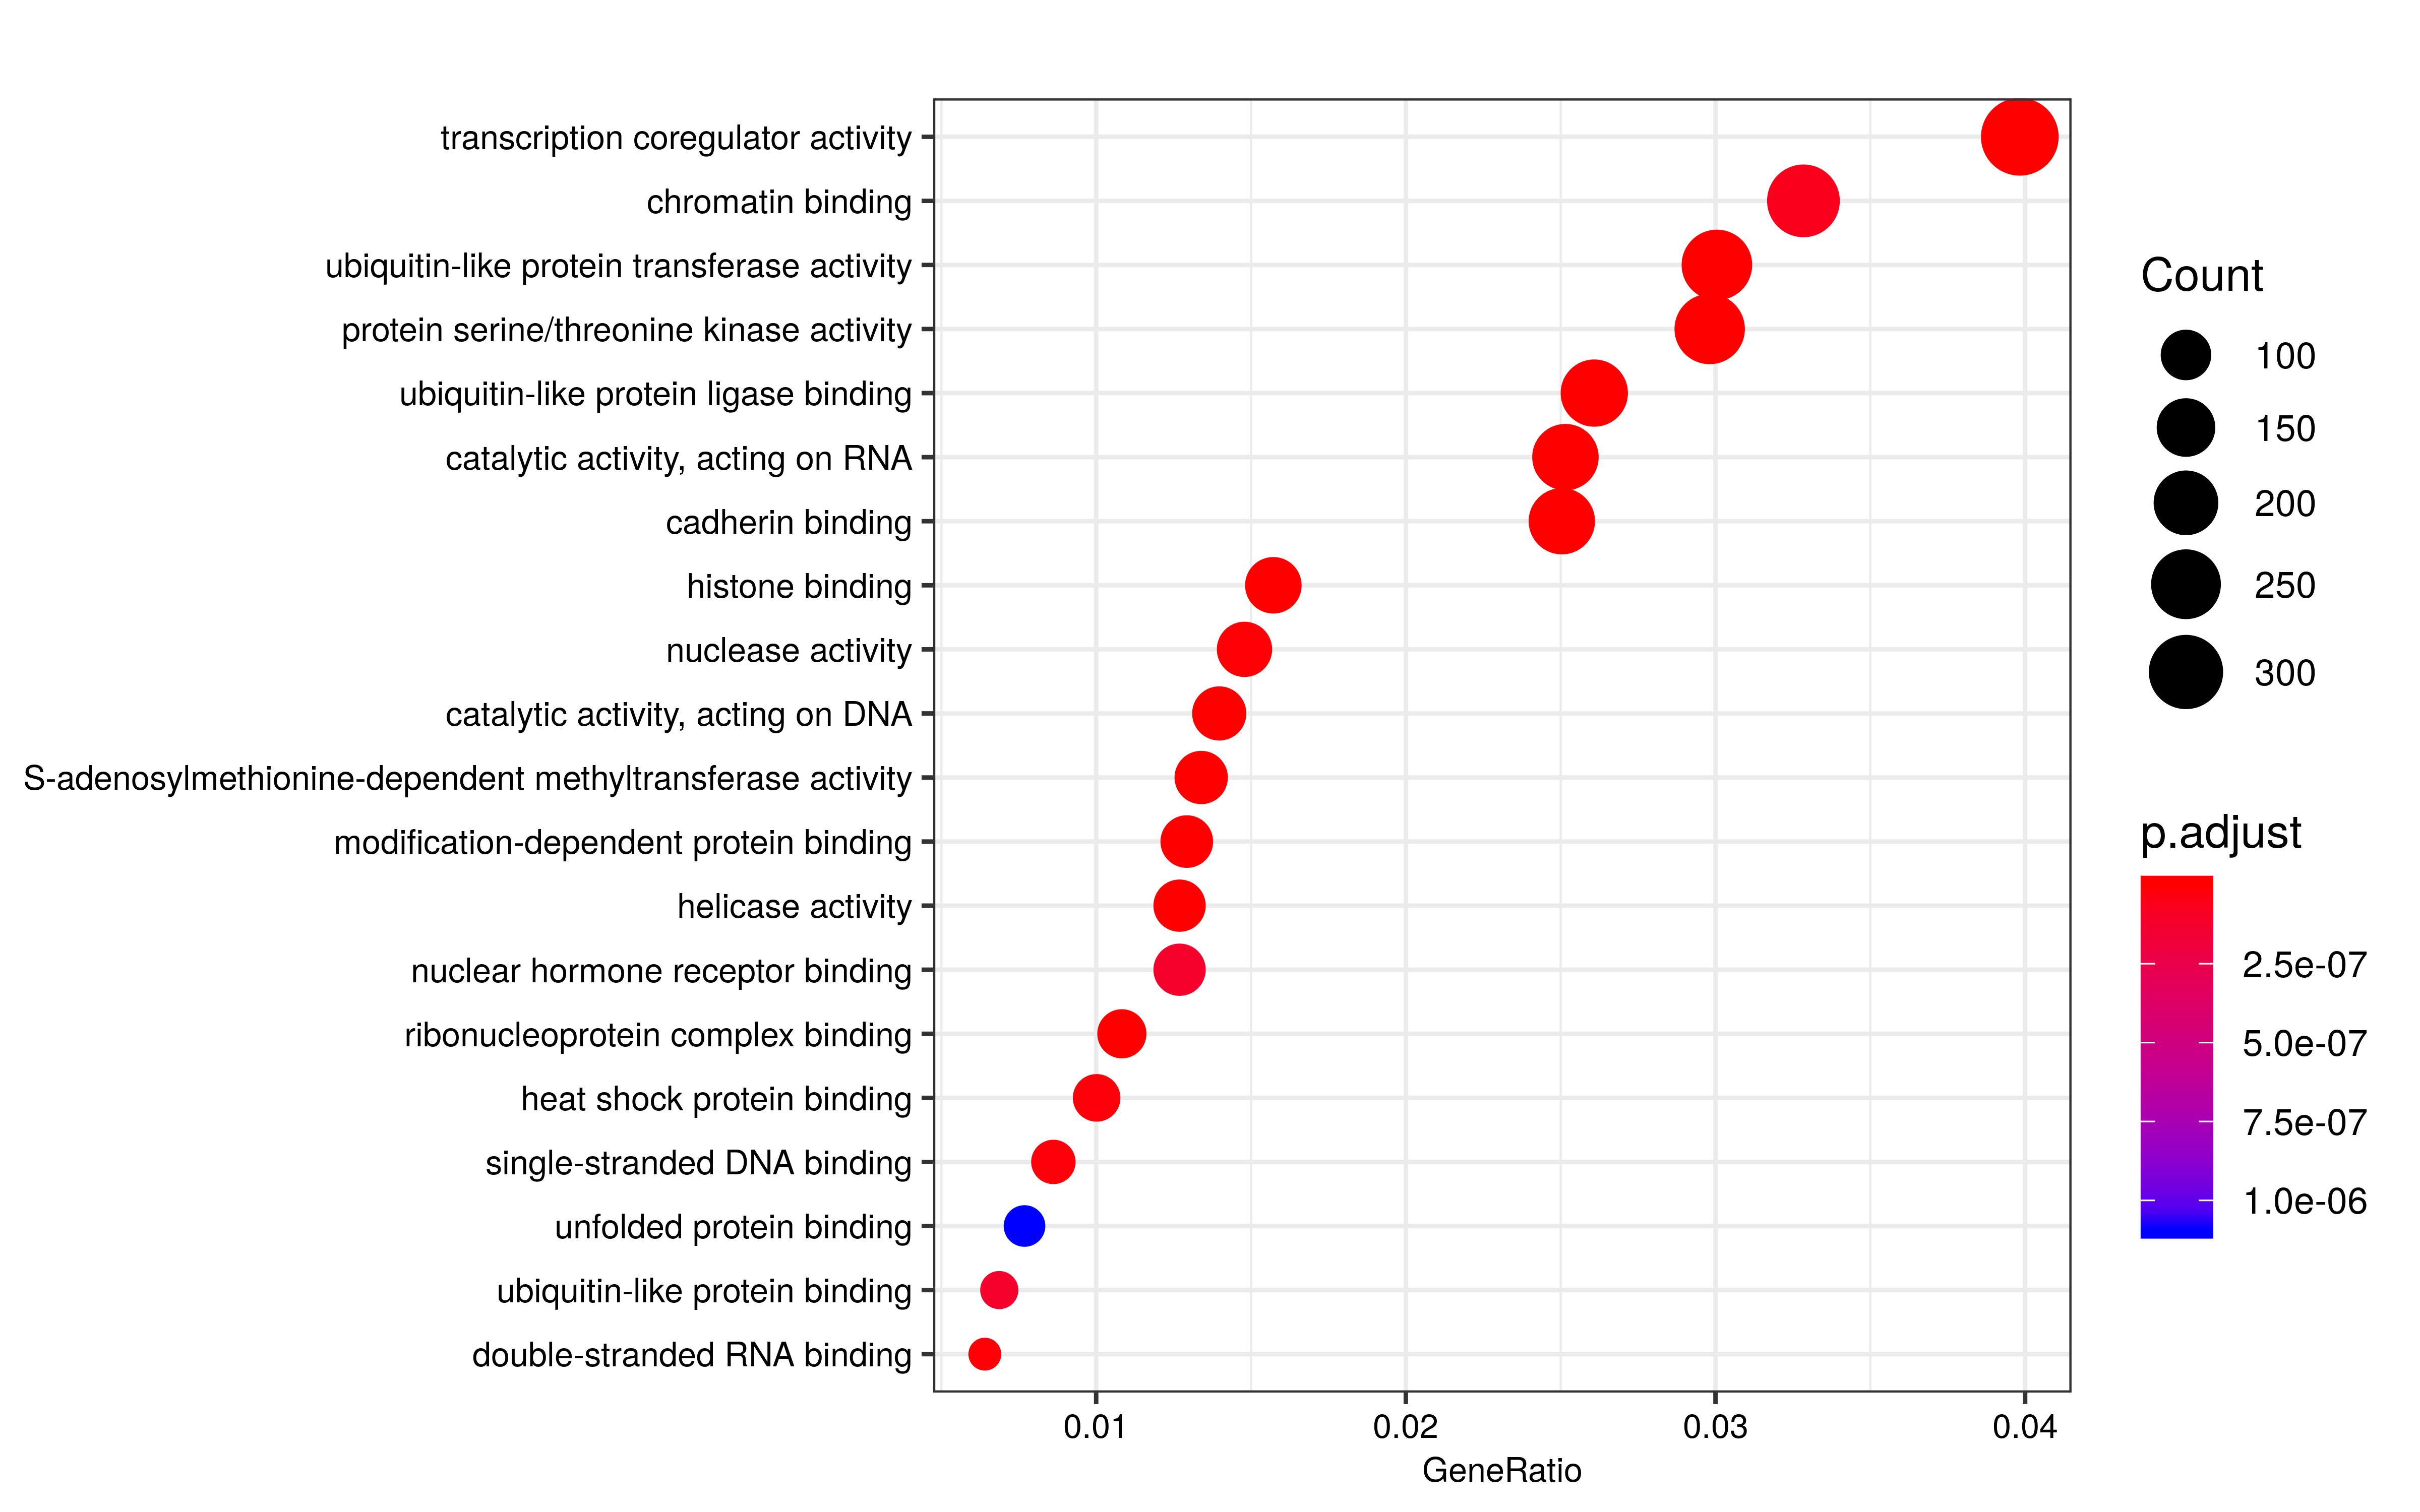 transcription coregulator activity
chromatin binding
ubiquitin-like protein transferase activity
protein serine/threonine kinase activity
ubiquitin-like protein ligase binding
catalytic activity, acting on RNA
cadherin binding
histone binding
nuclease activity
catalytic activity, acting on DNA
S-adenosylmethionine-dependent methyltransferase activity
modification-dependent protein binding
helicase activity
nuclear hormone receptor binding
ribonucleoprotein complex binding
heat shock protein binding
single-stranded DNA binding
unfolded protein binding
ubiquitin-like protein binding
double-stranded RNA binding
0.01 0.02 0.03 0.04
GeneRatio
Count
100
150
200
250
300
p.adjust
2.5e-07
5.0e-07
7.5e-07
1.0e-06